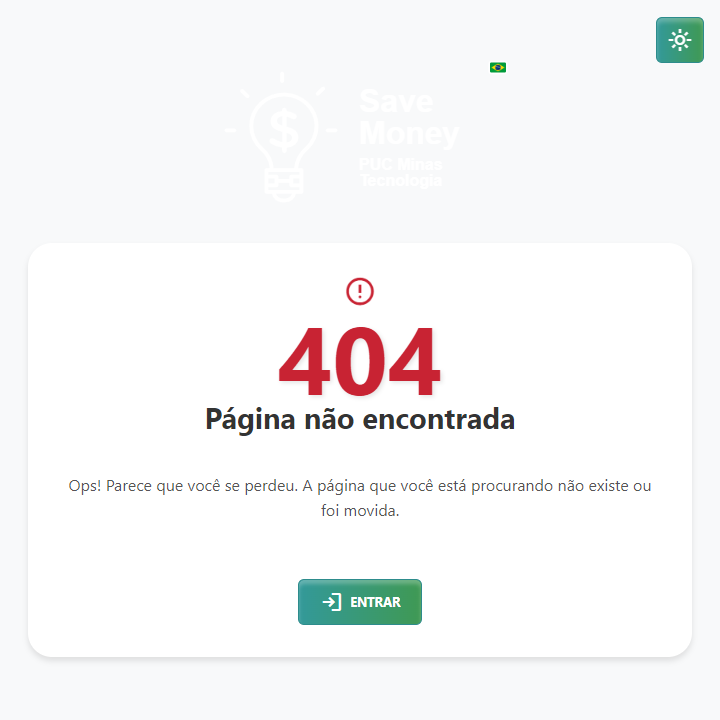 Save
Money
PUC Minas
Tecnologia
404
Página não encontrada
Ops! Parece que você se perdeu. A página que você está procurando não existe ou
foi movida.
ENTRAR